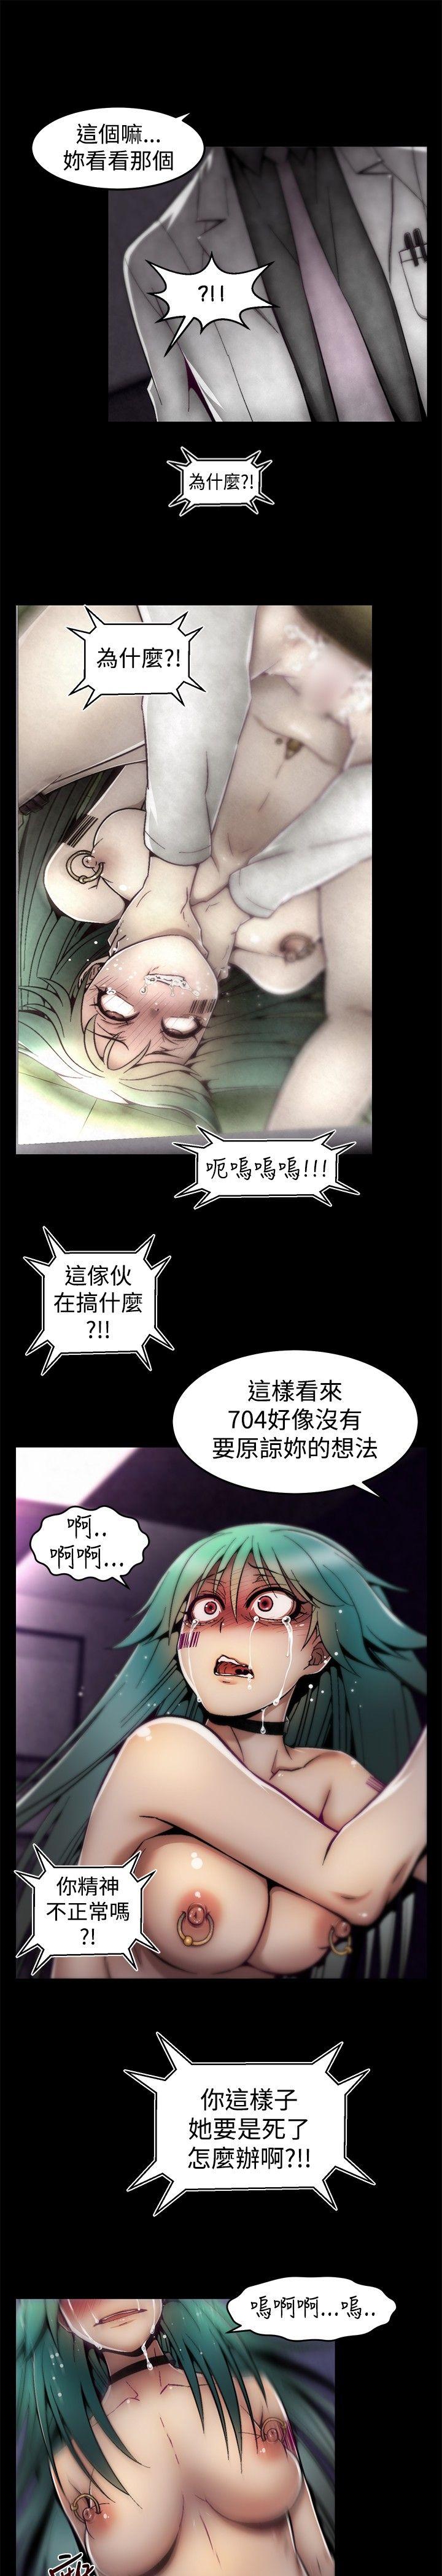 這個嘛...
妳看看那個
?!!
為什麼?!
為什麼?!
呃嗚嗚嗚!!!
這傢伙
在搞什麼
?!!
這樣看來
704好像沒有
要原諒妳的想法
啊..
啊啊...
你精神
不正常嗎
?!
你這樣子
她要是死了
怎麼辦啊?!!
嗚啊啊...嗚..